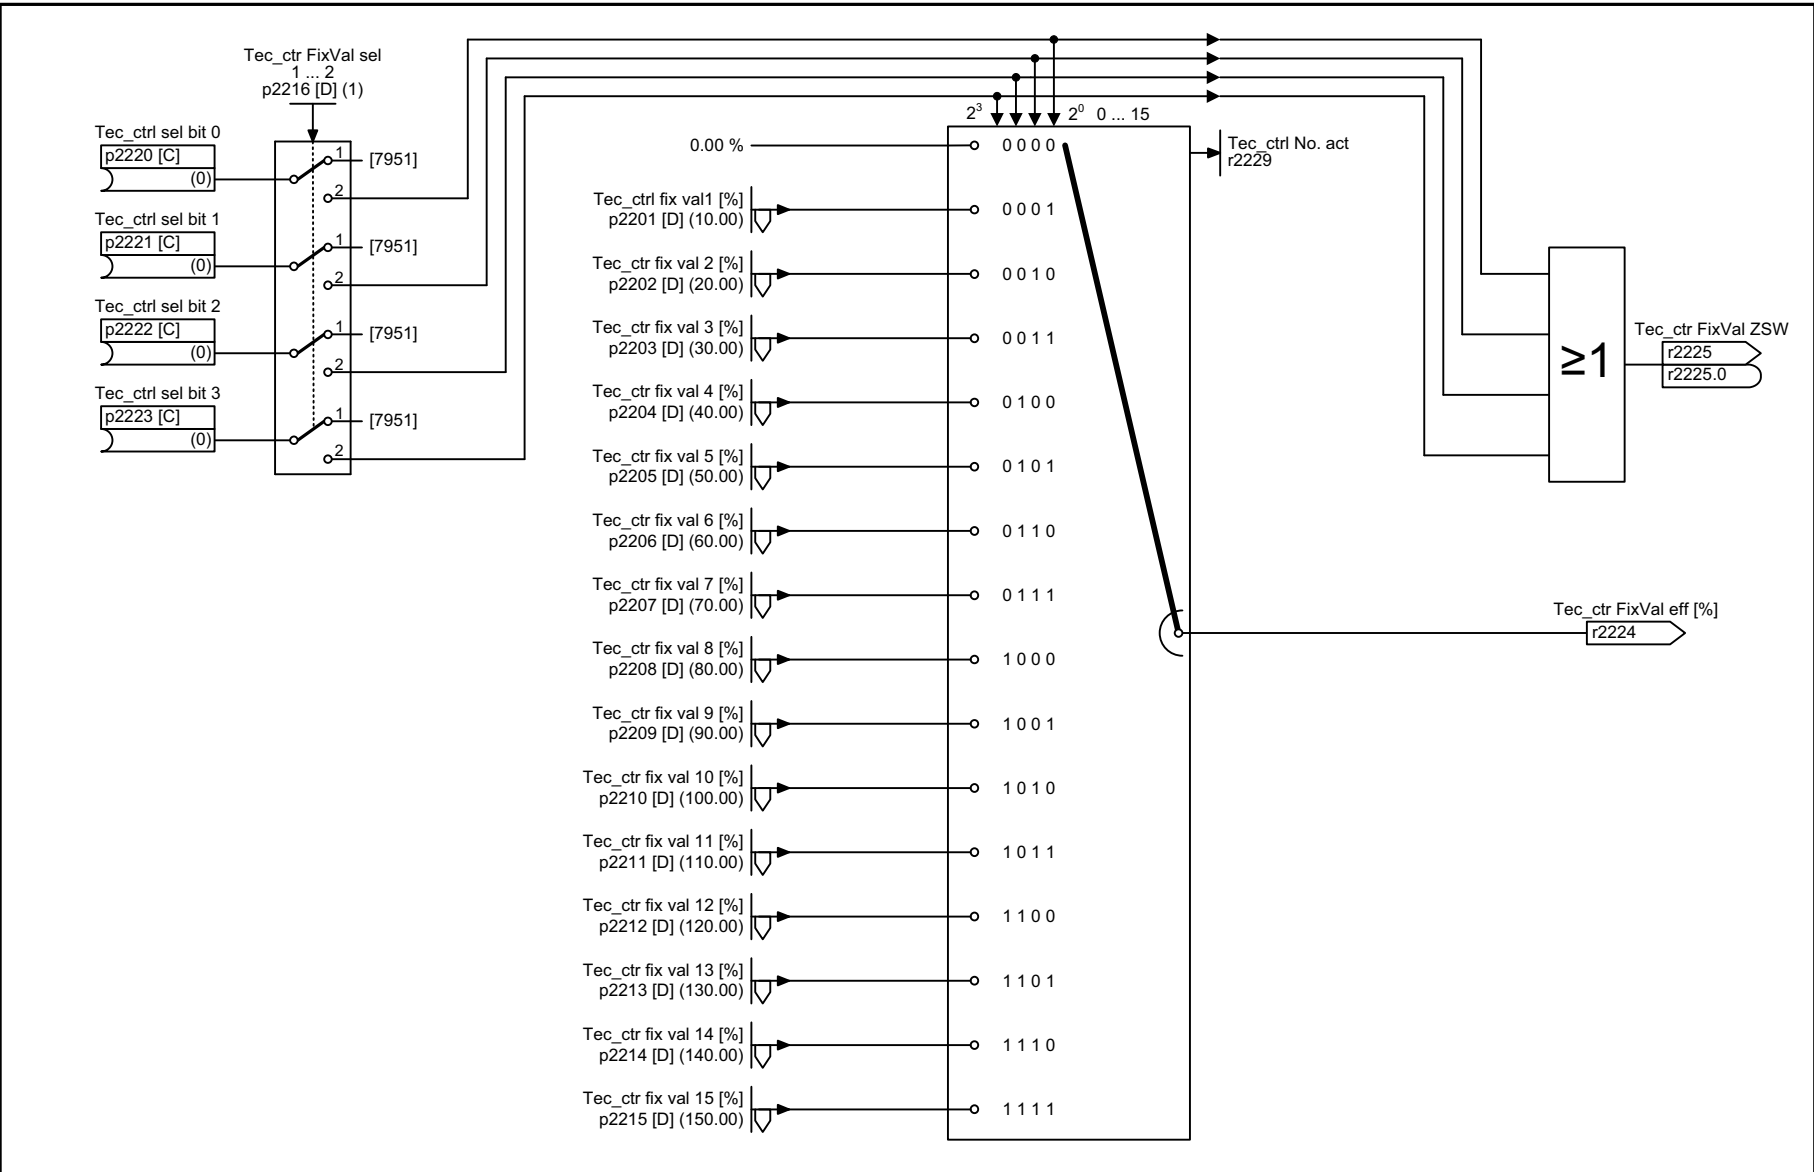 Tec_ctr FixVal sel
1 ... 2
p2216 [D] (1)
Tec_ctrl sel bit 0
p2220 [C]
(0)
1
[7951]
2
Tec_ctrl sel bit 1
p2221 [C]
(0)
1
[7951]
2
Tec_ctrl sel bit 2
p2222 [C]
(0)
1
[7951]
2
Tec_ctrl sel bit 3
p2223 [C]
(0)
1
[7951]
2
2³ 2⁰ 0 ... 15
0.00 % 0 0 0 0
Tec_ctrl No. act
r2229
Tec_ctrl fix val1 [%]
p2201 [D] (10.00)
0 0 0 1
Tec_ctr fix val 2 [%]
p2202 [D] (20.00)
0 0 1 0
Tec_ctr fix val 3 [%]
p2203 [D] (30.00)
0 0 1 1
Tec_ctr fix val 4 [%]
p2204 [D] (40.00)
0 1 0 0
Tec_ctr fix val 5 [%]
p2205 [D] (50.00)
0 1 0 1
Tec_ctr fix val 6 [%]
p2206 [D] (60.00)
0 1 1 0
Tec_ctr fix val 7 [%]
p2207 [D] (70.00)
0 1 1 1
Tec_ctr fix val 8 [%]
p2208 [D] (80.00)
1 0 0 0
Tec_ctr fix val 9 [%]
p2209 [D] (90.00)
1 0 0 1
Tec_ctr fix val 10 [%]
p2210 [D] (100.00)
1 0 1 0
Tec_ctr fix val 11 [%]
p2211 [D] (110.00)
1 0 1 1
Tec_ctr fix val 12 [%]
p2212 [D] (120.00)
1 1 0 0
Tec_ctr fix val 13 [%]
p2213 [D] (130.00)
1 1 0 1
Tec_ctr fix val 14 [%]
p2214 [D] (140.00)
1 1 1 0
Tec_ctr fix val 15 [%]
p2215 [D] (150.00)
1 1 1 1
≥1
Tec_ctr FixVal ZSW
r2225
r2225.0
Tec_ctr FixVal eff [%]
r2224